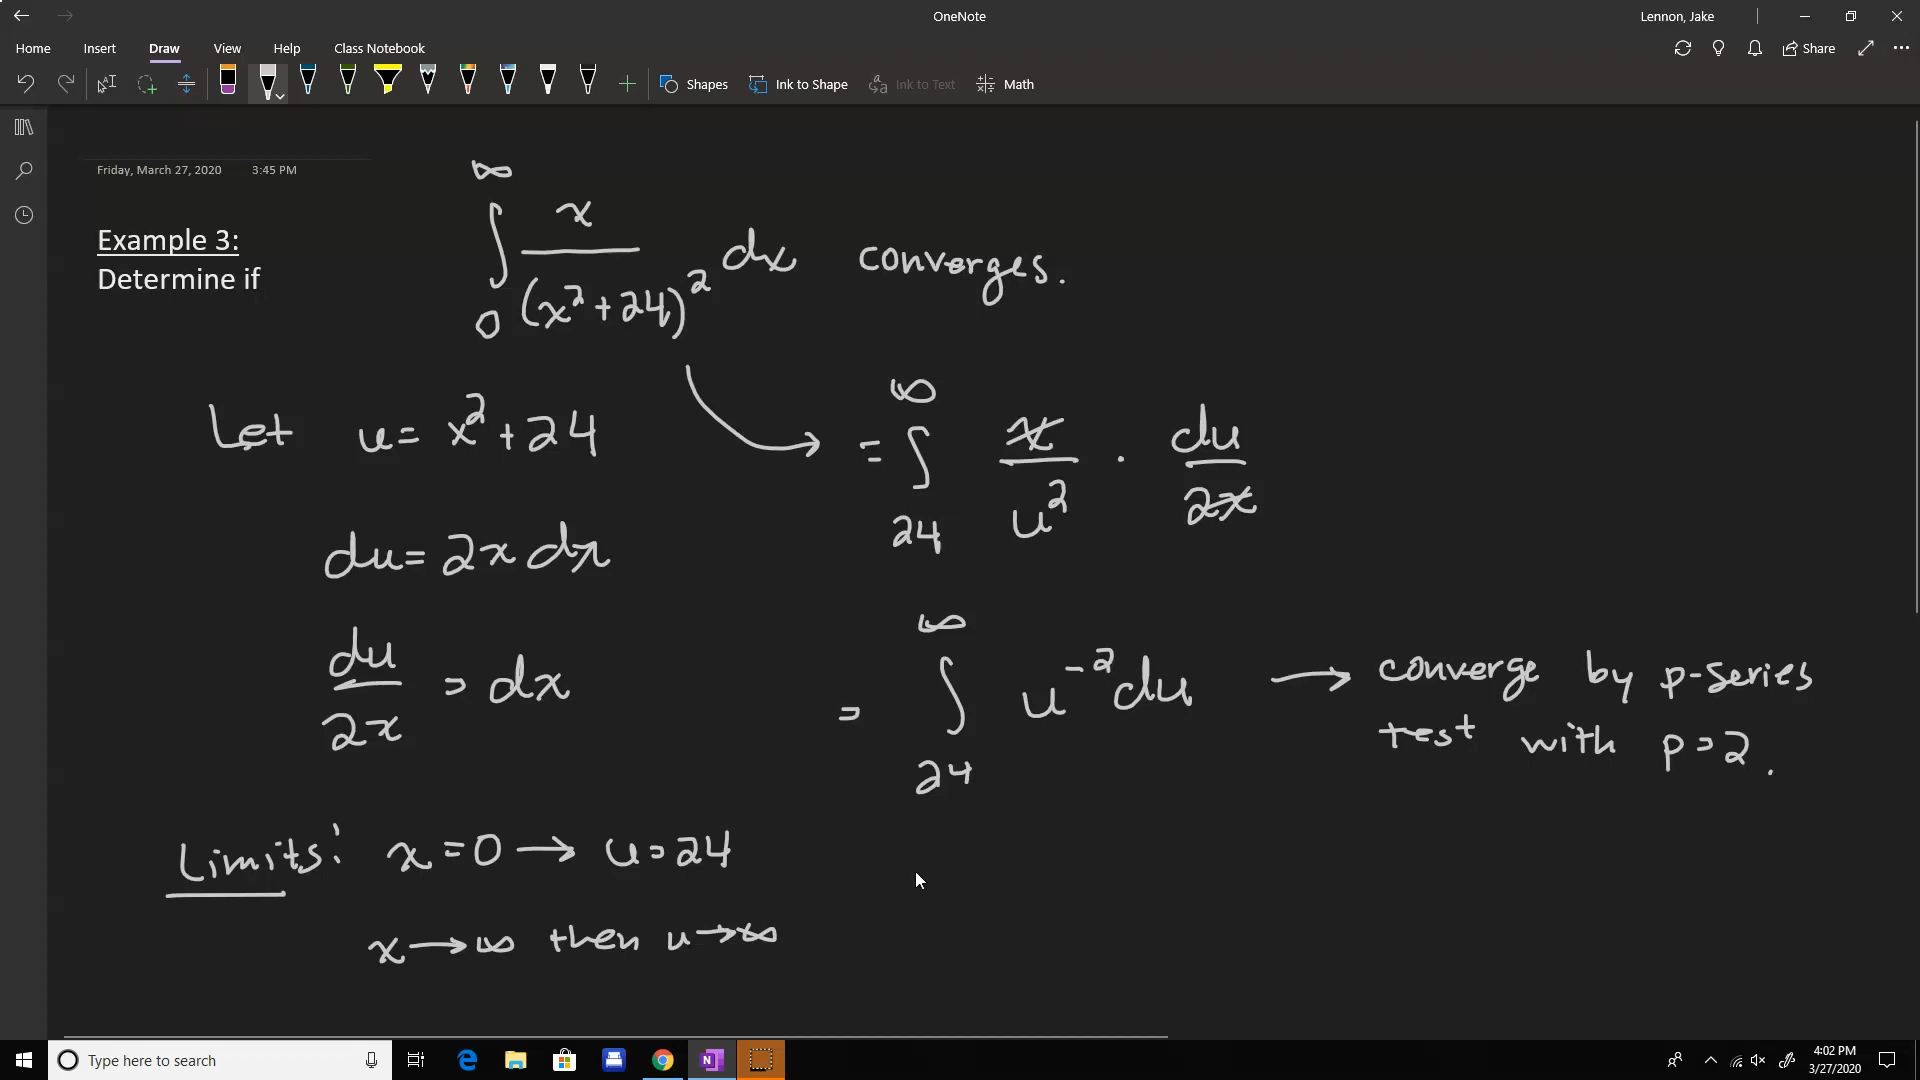 OneNote
Lennon, Jake
Home Insert Draw View Help Class Notebook
Share
Shapes Ink to Shape Ink to Text Math
Friday, March 27, 2020 3:45 PM
Example 3:
Determine if
∫₀^∞ x/(x²+24)² dx converges.
Let u = x²+24
= ∫₂₄^∞ x/u² · du/2x
du = 2x dx
du/2x = dx
= ∫₂₄^∞ u⁻² du → converge by p-series
test with p=2.
Limits: x = 0 → u = 24
x → ∞ then u → ∞
Type here to search
N
4:02 PM
3/27/2020